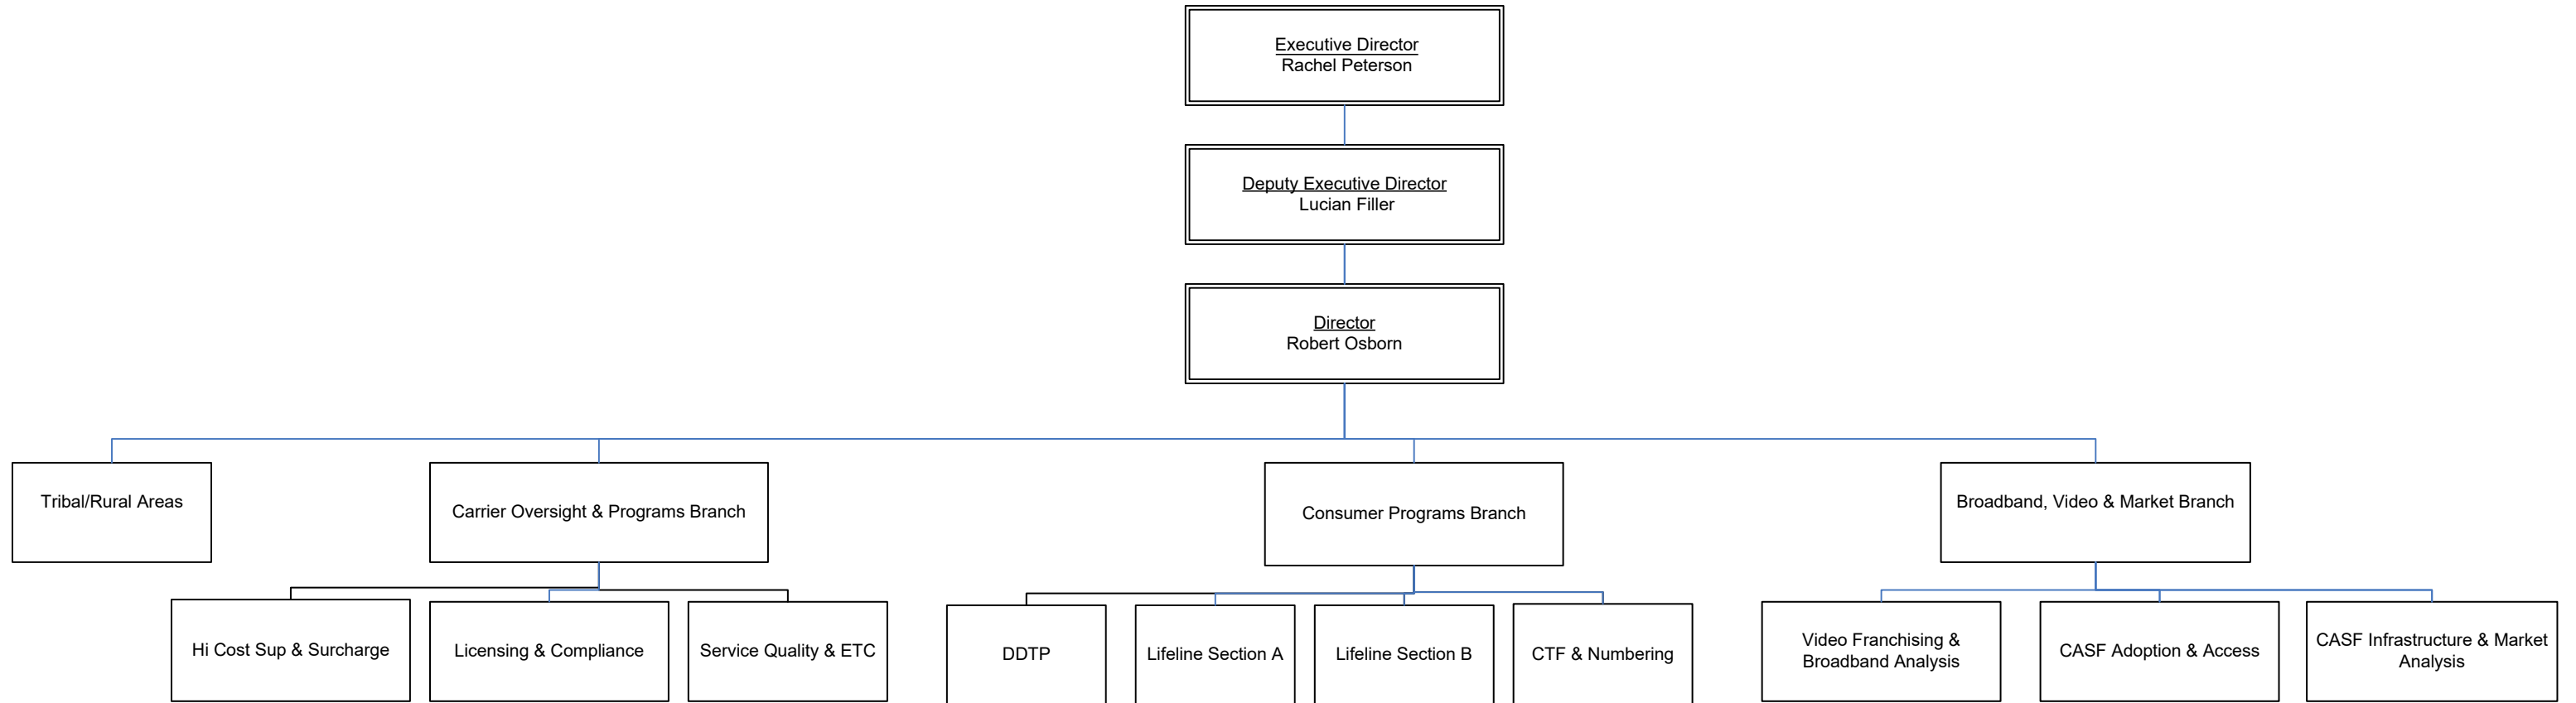 Executive Director
Rachel Peterson
Deputy Executive Director
Lucian Filler
Director
Robert Osborn
Tribal/Rural Areas
Carrier Oversight & Programs Branch
Consumer Programs Branch
Broadband, Video & Market Branch
Hi Cost Sup & Surcharge
Licensing & Compliance
Service Quality & ETC
DDTP
Lifeline Section A
Lifeline Section B
CTF & Numbering
Video Franchising &
Broadband Analysis
CASF Adoption & Access
CASF Infrastructure & Market
Analysis